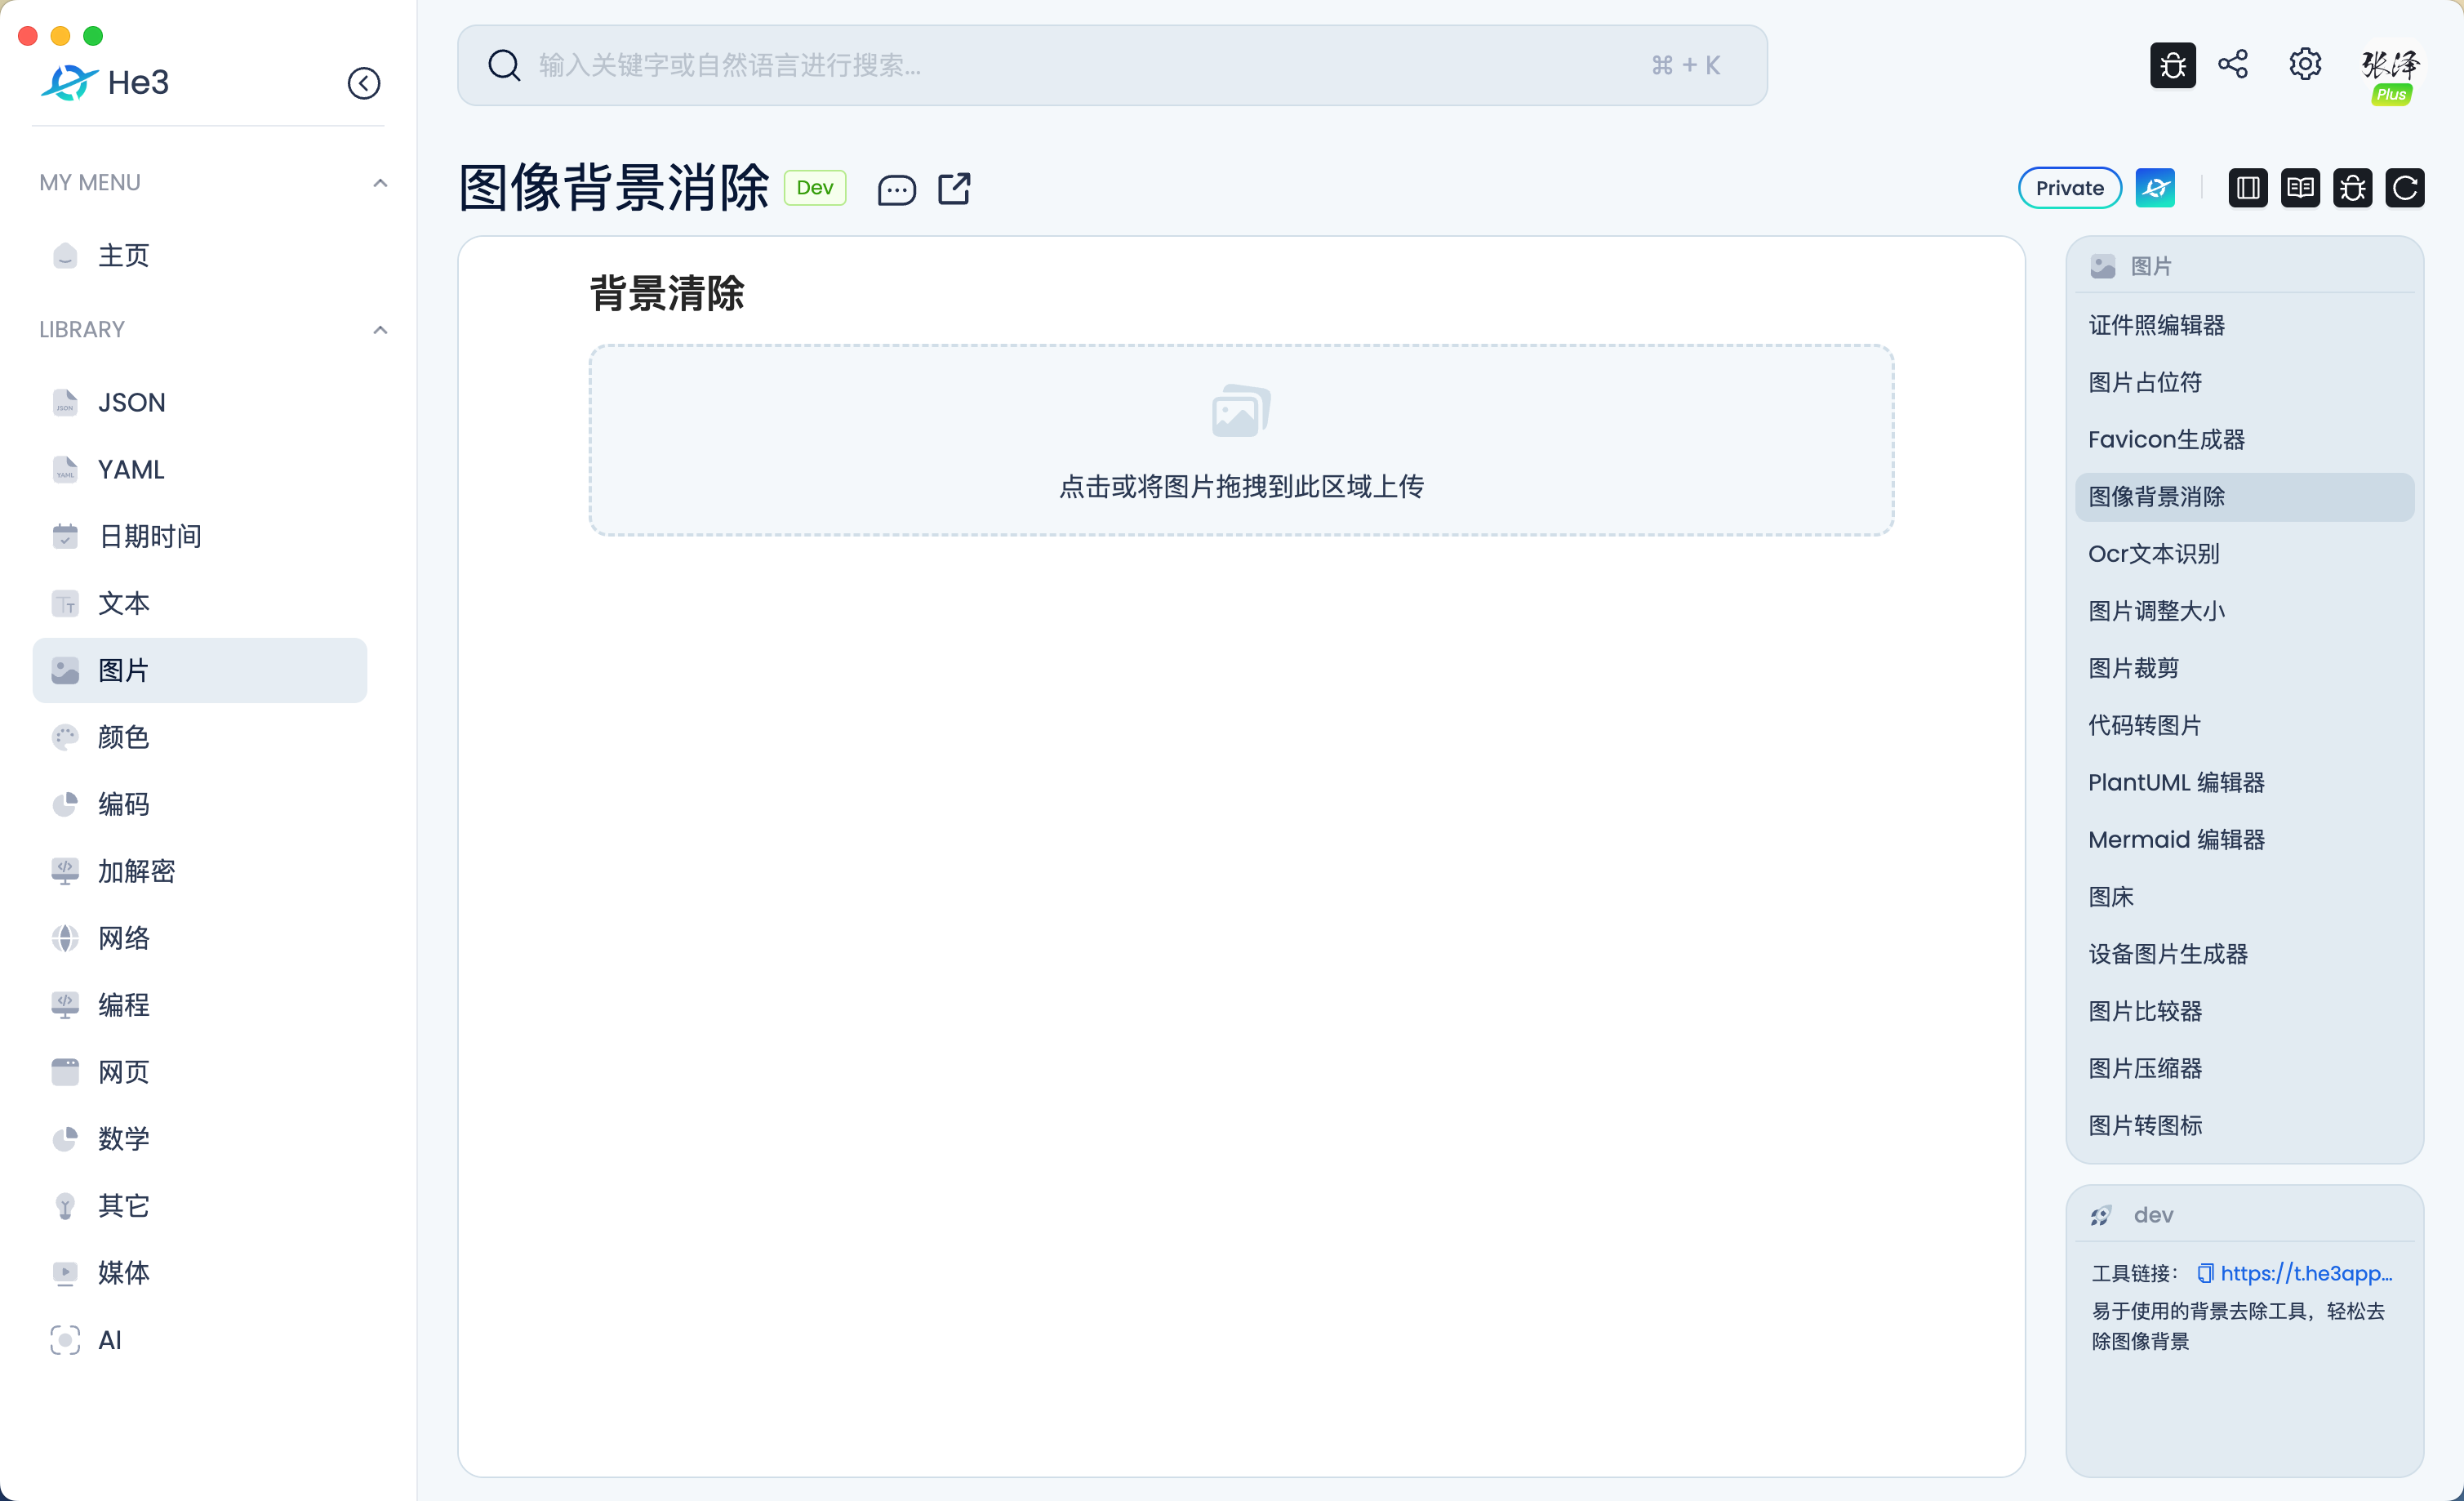 He3
MY MENU
主页
LIBRARY
JSON
JSON
YAML
YAML
日期时间
文本
图片
颜色
编码
加解密
网络
编程
网页
数学
其它
媒体
AI
输入关键字或自然语言进行搜索...
⌘ + K
张泽
Plus
图像背景消除
Dev
Private
背景清除
点击或将图片拖拽到此区域上传
图片
证件照编辑器
图片占位符
Favicon生成器
图像背景消除
Ocr文本识别
图片调整大小
图片裁剪
代码转图片
PlantUML 编辑器
Mermaid 编辑器
图床
设备图片生成器
图片比较器
图片压缩器
图片转图标
dev
工具链接： https://t.he3app...
易于使用的背景去除工具，轻松去
除图像背景